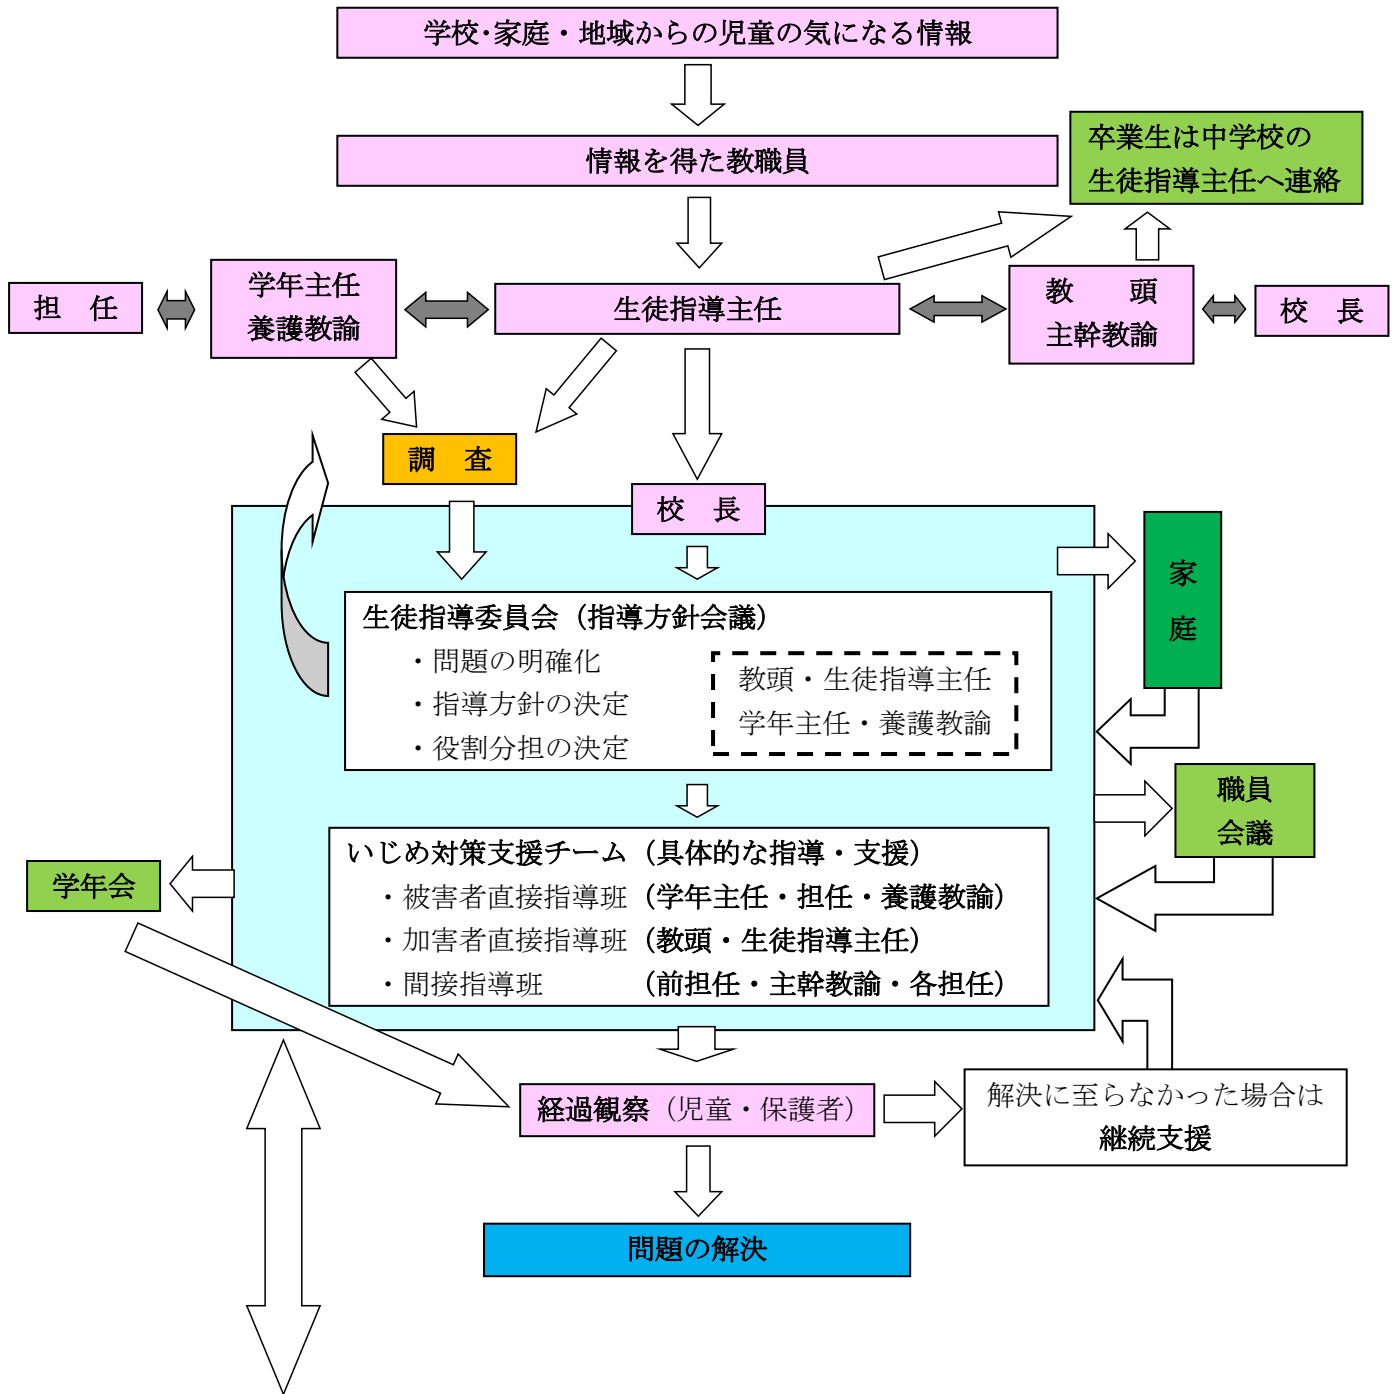 学校・家庭・地域からの児童の気になる情報
情報を得た教職員
卒業生は中学校の
生徒指導主任へ連絡
担　任
学年主任
養護教諭
生徒指導主任
教　　頭
主幹教諭
校　長
調　査
校　長
家
庭
生徒指導委員会（指導方針会議）
・問題の明確化
・指導方針の決定
・役割分担の決定
教頭・生徒指導主任
学年主任・養護教諭
職員
会議
いじめ対策支援チーム（具体的な指導・支援）
・被害者直接指導班（学年主任・担任・養護教諭）
・加害者直接指導班（教頭・生徒指導主任）
・間接指導班　　　　（前担任・主幹教諭・各担任）
学年会
経過観察（児童・保護者）
解決に至らなかった場合は
継続支援
問題の解決